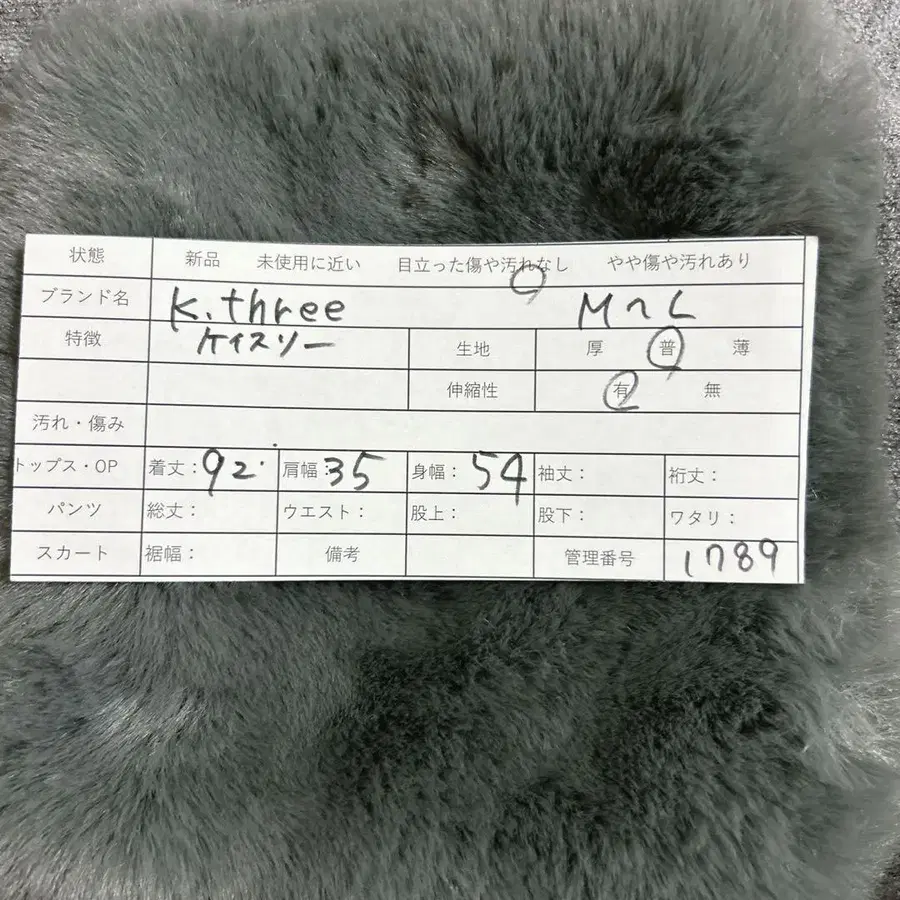 状態 新品 未使用に近い 目立った傷や汚れなし やや傷や汚れあり
ブランド名 K.three M〜L
特徴 ケイスリー 生地 厚 普 薄
伸縮性 有 無
汚れ・傷み
トップス・OP 着丈：92 肩幅：35 身幅：54 袖丈： 裄丈：
パンツ 総丈： ウエスト： 股上： 股下： ワタリ：
スカート 裾幅： 備考 管理番号 1789